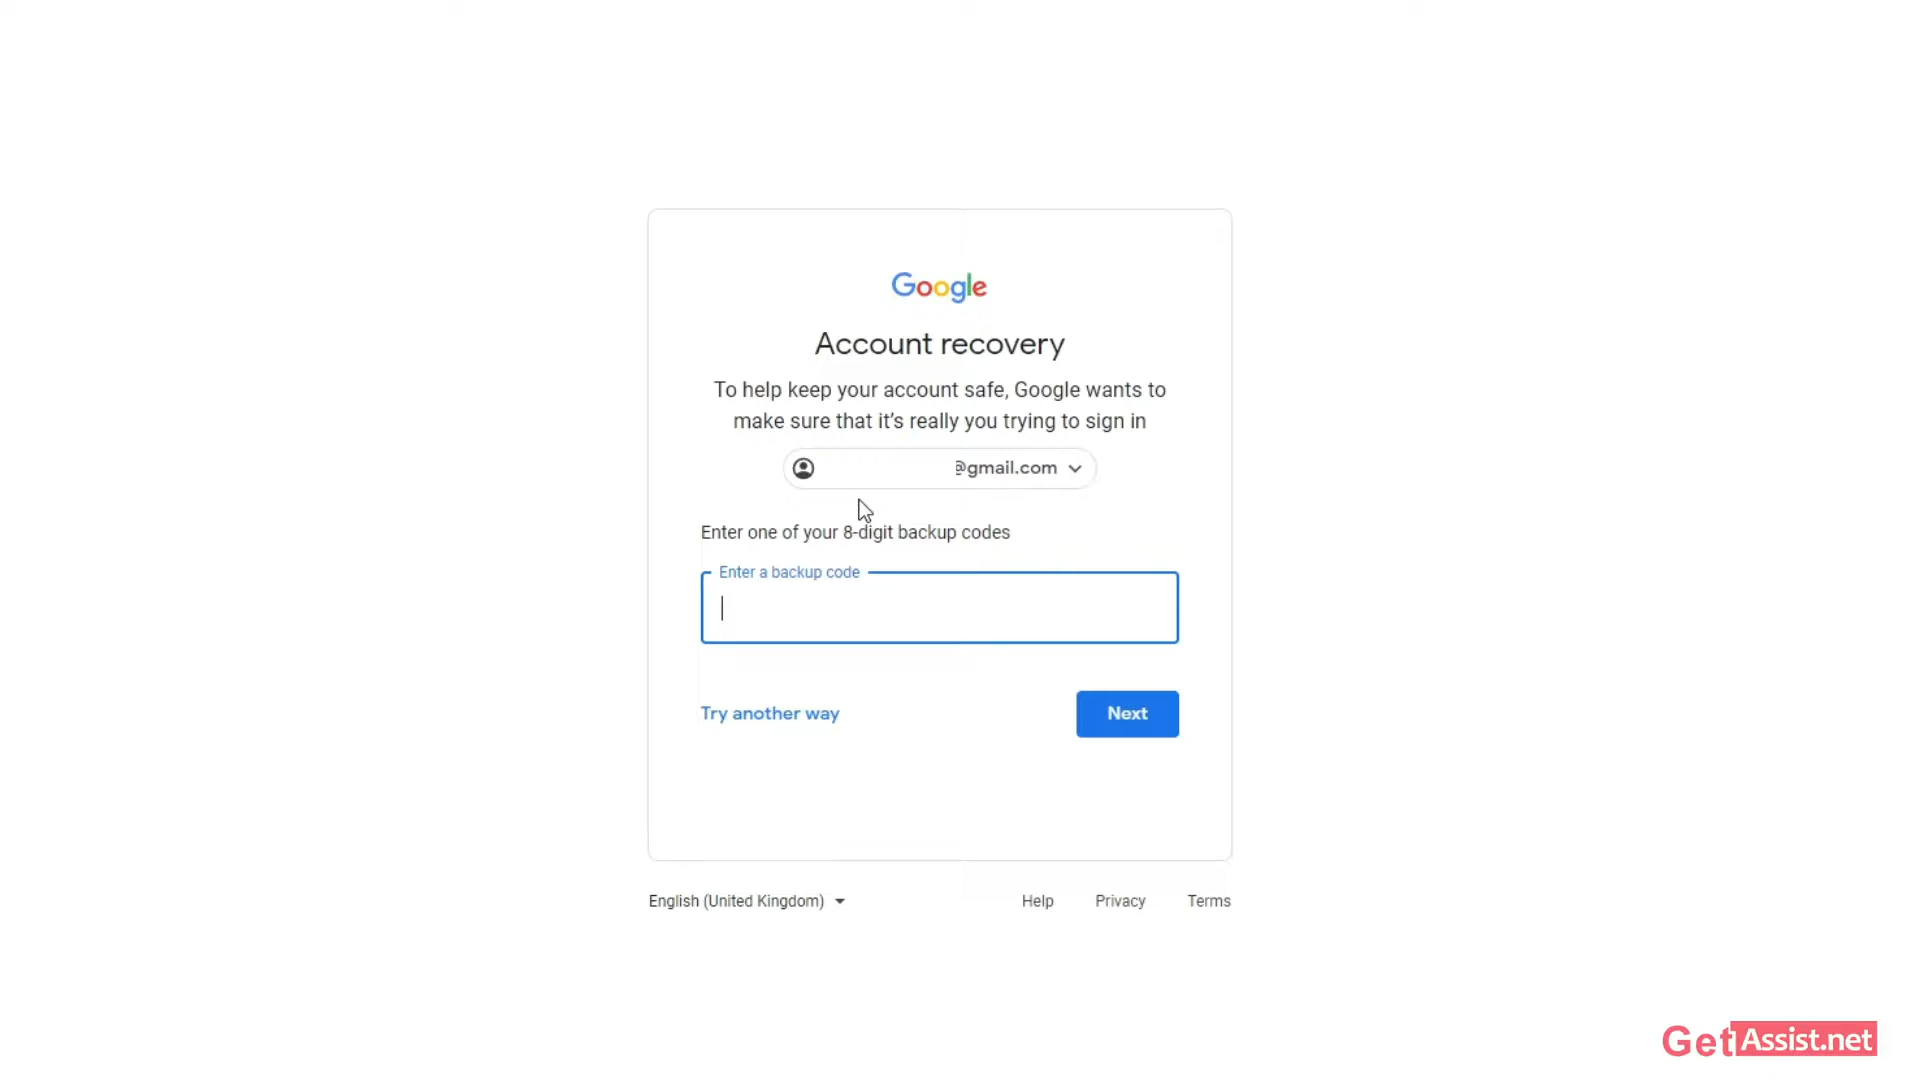 Google
Account recovery
To help keep your account safe, Google wants to
make sure that it’s really you trying to sign in
@gmail.com
Enter one of your 8-digit backup codes
Enter a backup code
Try another way
Next
English (United Kingdom)
Help
Privacy
Terms
GetAssist.net